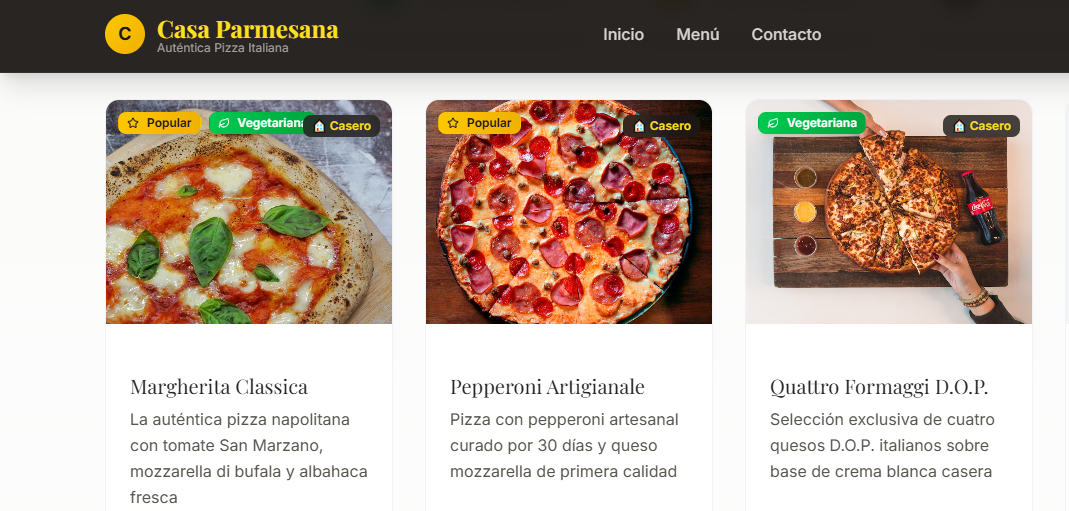 C
Casa Parmesana
Auténtica Pizza Italiana
Inicio
Menú
Contacto
Popular
Vegetariana
Casero
Popular
Casero
Vegetariana
Casero
Coca-Cola
Margherita Classica
La auténtica pizza napolitana
con tomate San Marzano,
mozzarella di bufala y albahaca
fresca
Pepperoni Artigianale
Pizza con pepperoni artesanal
curado por 30 días y queso
mozzarella de primera calidad
Quattro Formaggi D.O.P.
Selección exclusiva de cuatro
quesos D.O.P. italianos sobre
base de crema blanca casera